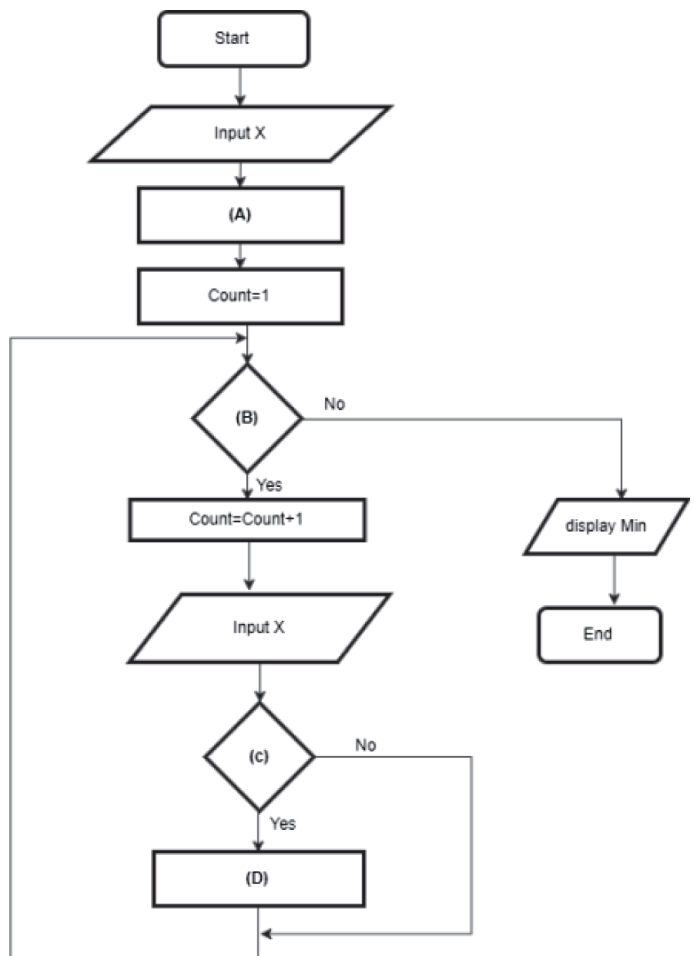 Start
Input X
(A)
Count=1
(B)
No
Yes
Count=Count+1
display Min
Input X
End
(c)
No
Yes
(D)